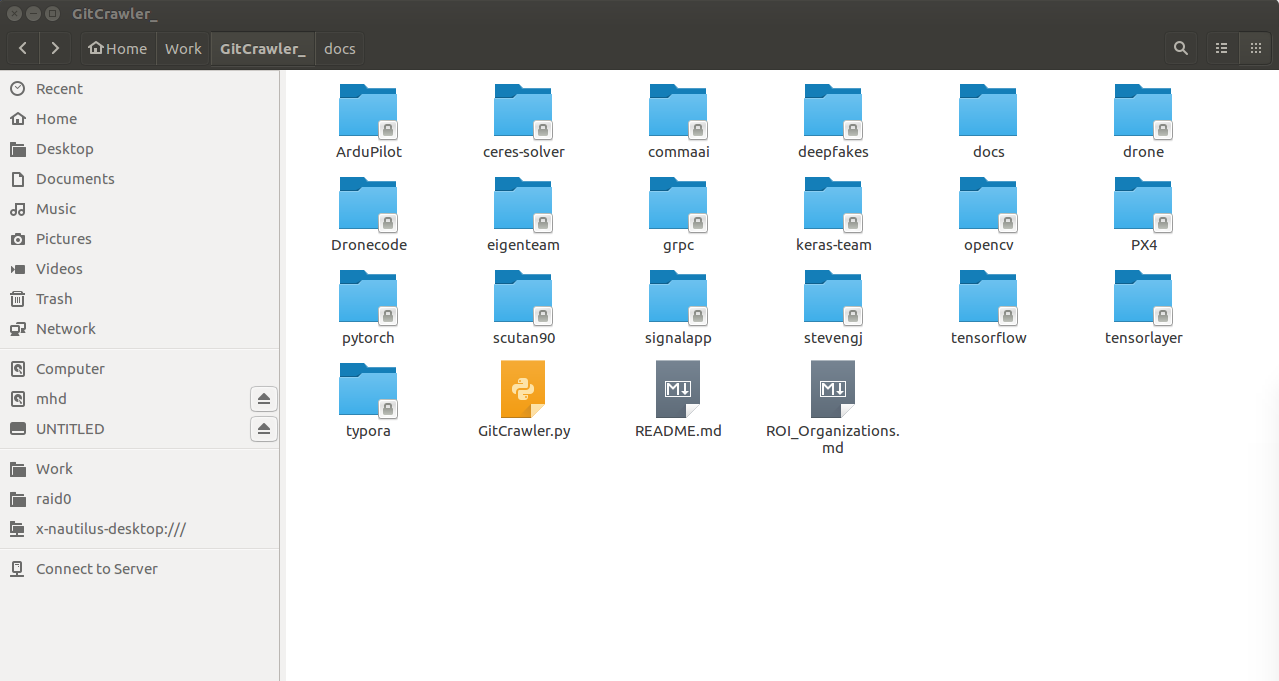 GitCrawler_
Home Work GitCrawler_ docs
Recent
Home
Desktop
Documents
Music
Pictures
Videos
Trash
Network
Computer
mhd
UNTITLED
Work
raid0
x-nautilus-desktop:///
Connect to Server
ArduPilot ceres-solver commaai deepfakes docs drone
Dronecode eigenteam grpc keras-team opencv PX4
pytorch scutan90 signalapp stevengj tensorflow tensorlayer
typora GitCrawler.py README.md ROI_Organizations.
md